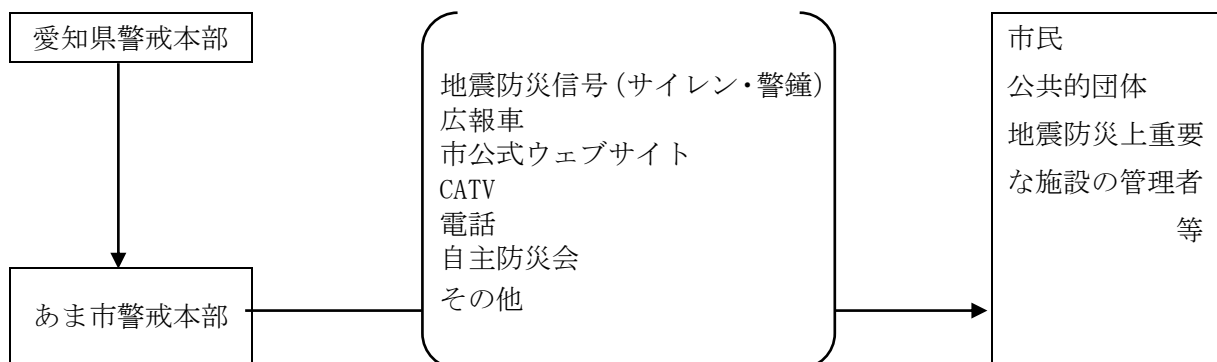 愛知県警戒本部
あま市警戒本部
地震防災信号(サイレン・警鐘)
広報車
市公式ウェブサイト
CATV
電話
自主防災会
その他
市民
公共的団体
地震防災上重要
な施設の管理者
等